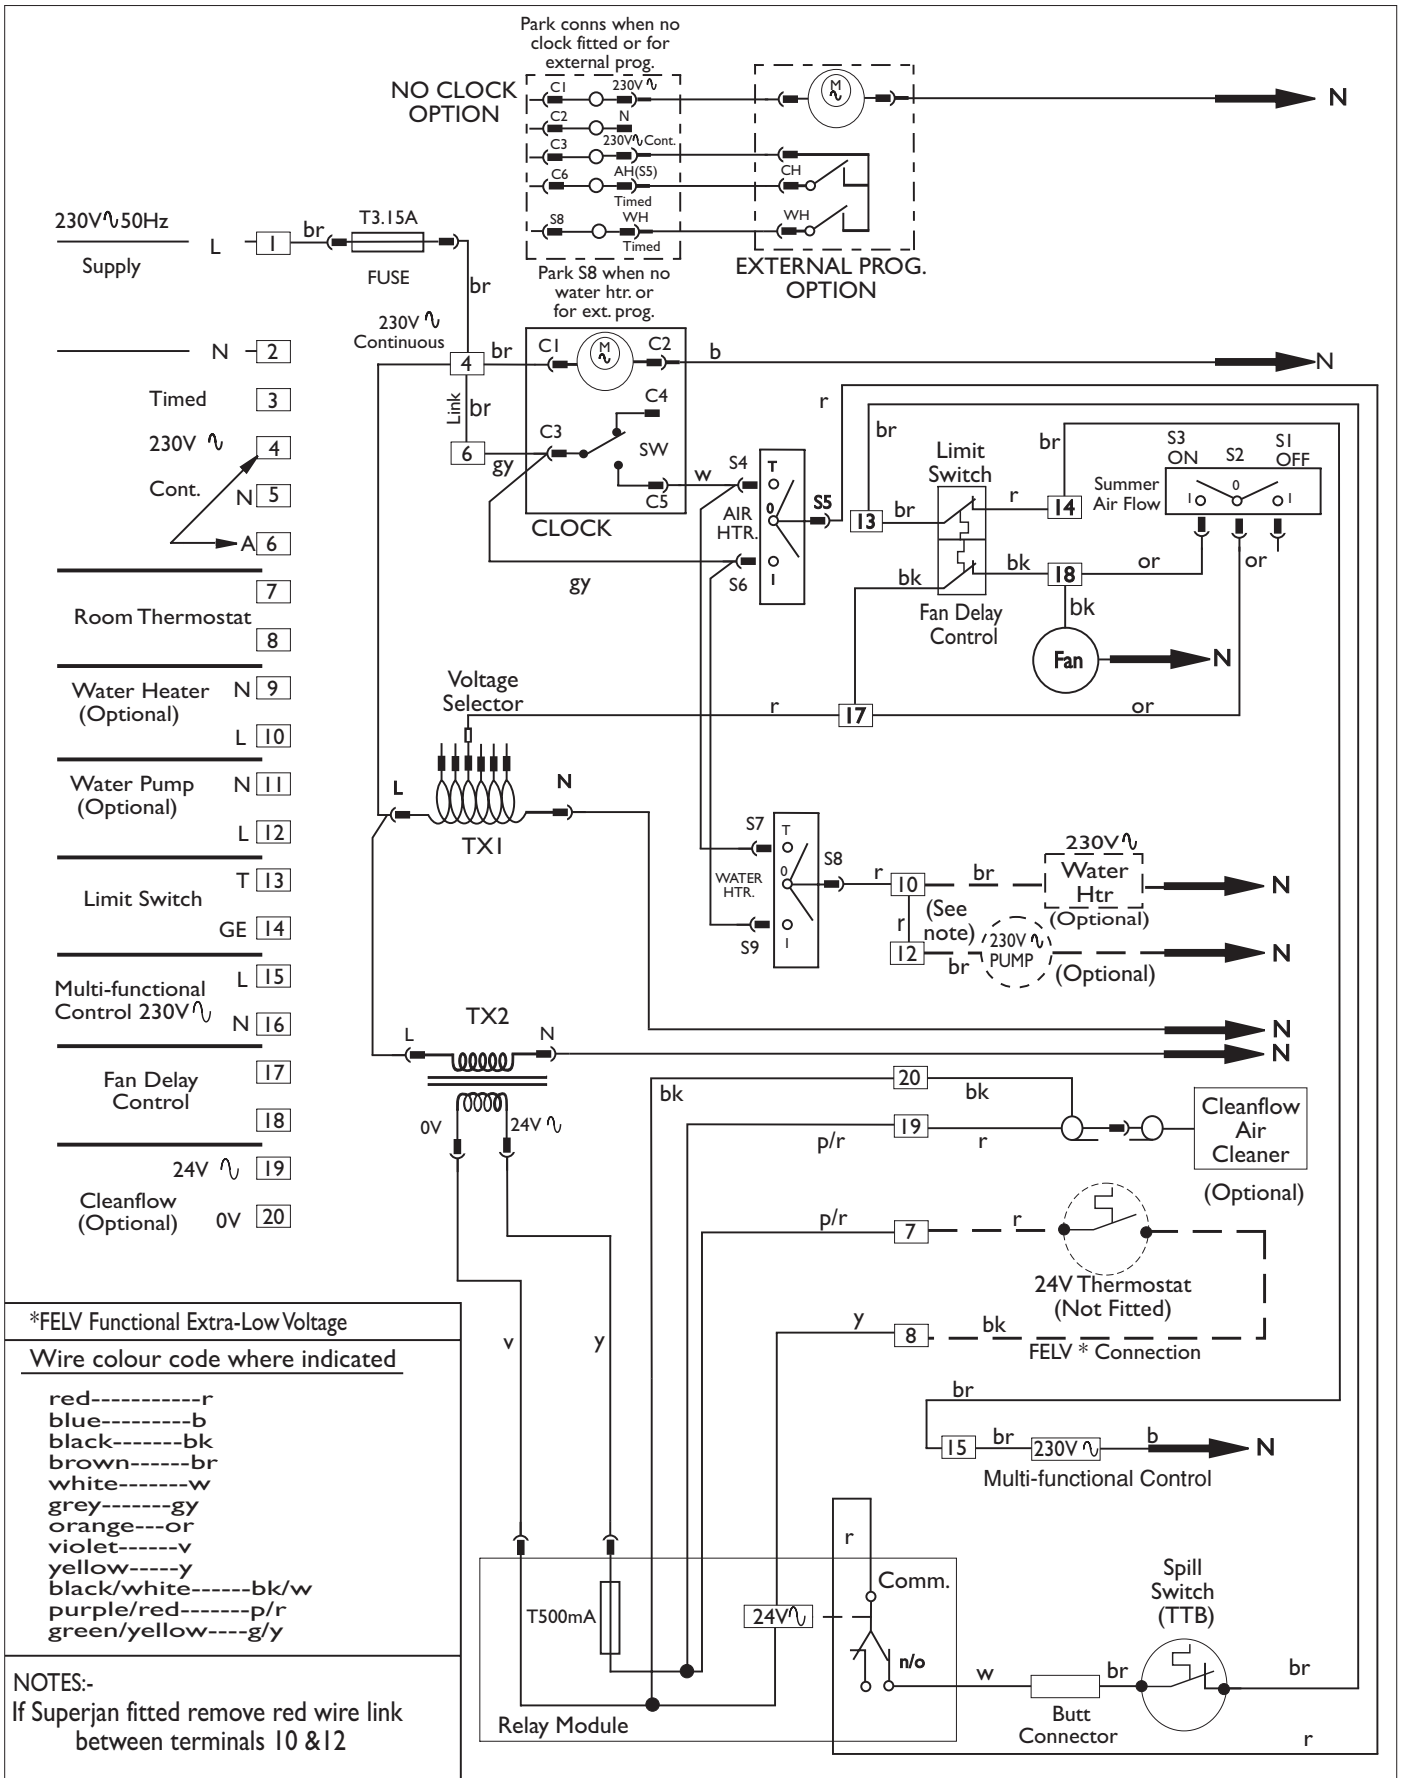 Park conns when no
clock fitted or for
external prog.
NO CLOCK
OPTION
C1
230V
C2
N
C3
230V Cont.
C6
AH(S5)
Timed
S8
WH
Timed
M
N
CH
WH
EXTERNAL PROG.
OPTION
Park S8 when no
water htr. or
for ext. prog.
230V 50Hz
Supply
L
1
br
T3.15A
FUSE
br
230V
Continuous
4
br
Link
br
6
gy
C1
M
C2
b
N
C4
C3
SW
C5
CLOCK
w
S4
T
0
AIR
HTR.
S5
S6
I
gy
r
br
13
br
Limit
Switch
r
br
14
S3
ON
S2
S1
OFF
Summer
Air Flow
I
0
I
bk
bk
18
or
or
Fan Delay
Control
bk
Fan
N
r
17
or
N
2
Timed
3
230V
4
Cont.
N
5
A
6
7
Room Thermostat
8
Water Heater
(Optional)
N
9
L
10
Water Pump
(Optional)
N
11
L
12
Limit Switch
T
13
GE
14
Multi-functional
Control 230V
L
15
N
16
Fan Delay
Control
17
18
24V
19
Cleanflow
(Optional)
0V
20
Voltage
Selector
L
N
TX1
S7
T
0
WATER
HTR.
S8
S9
I
r
10
br
230V
Water
Htr
(Optional)
N
(See
note)
r
12
br
230V
PUMP
(Optional)
N
N
TX2
L
N
N
0V
24V
bk
20
bk
p/r
19
r
Cleanflow
Air
Cleaner
(Optional)
p/r
7
r
24V Thermostat
(Not Fitted)
y
8
bk
FELV * Connection
v
y
br
15
br
230V
b
N
Multi-functional Control
r
Comm.
T500mA
24V
n/o
w
Relay Module
Butt
Connector
br
Spill
Switch
(TTB)
br
r
*FELV Functional Extra-Low Voltage
Wire colour code where indicated
red-----------r
blue---------b
black-------bk
brown------br
white-------w
grey-------gy
orange---or
violet------v
yellow-----y
black/white------bk/w
purple/red-------p/r
green/yellow----g/y
NOTES:-
If Superjan fitted remove red wire link
between terminals 10 &12